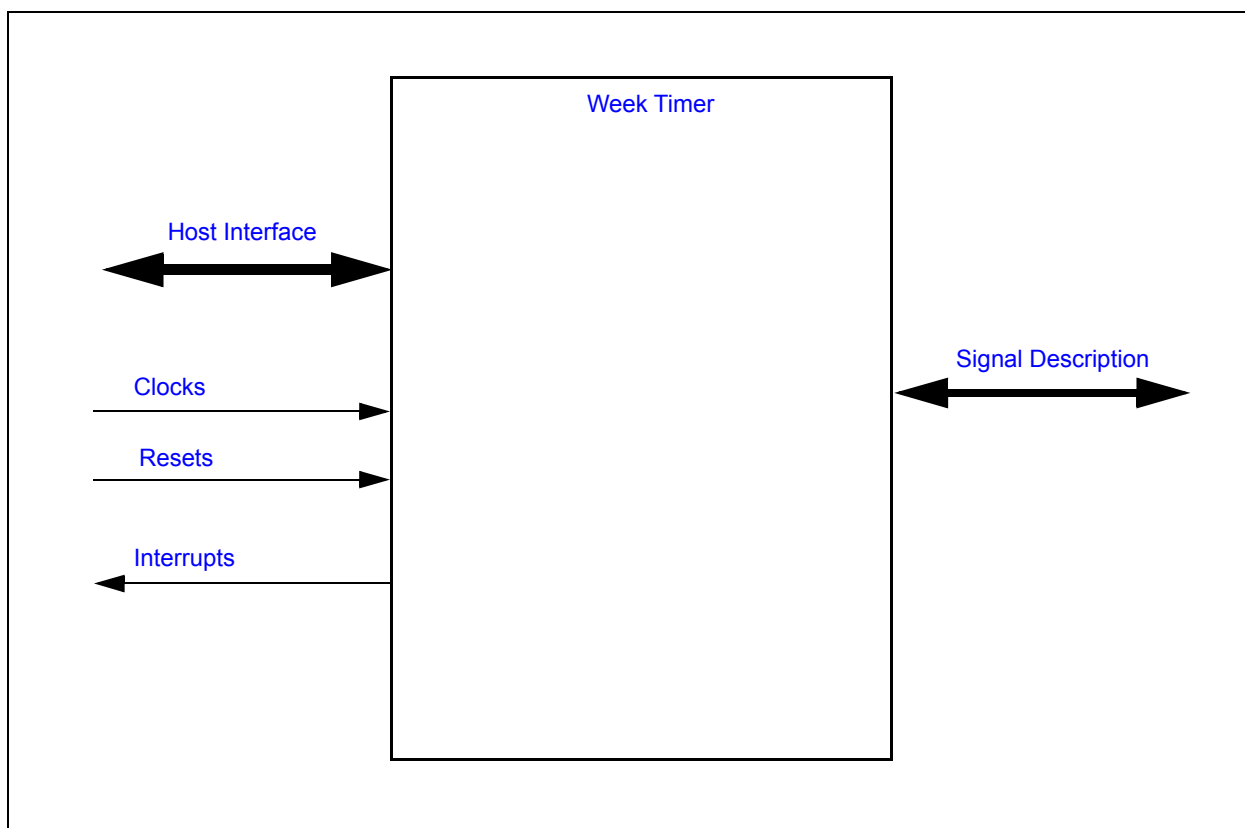 Week Timer
Host Interface
Signal Description
Clocks
Resets
Interrupts